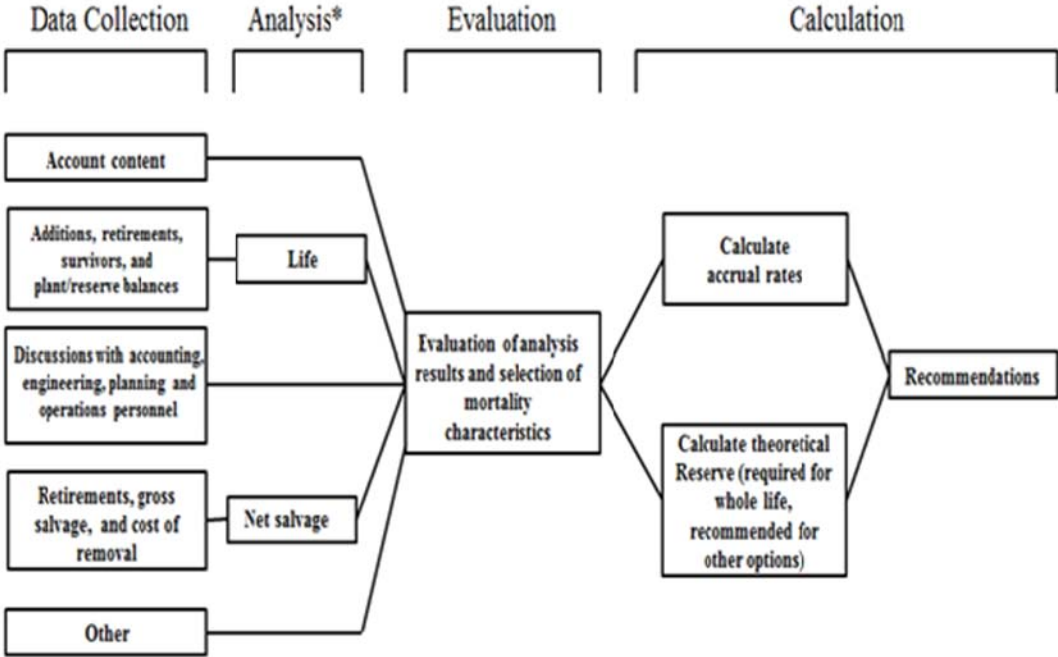 Data Collection
Analysis*
Evaluation
Calculation
Account content
Additions, retirements,
survivors, and
plant/reserve balances
Life
Discussions with accounting,
engineering, planning and
operations personnel
Retirements, gross
salvage, and cost of
removal
Net salvage
Other
Evaluation of analysis
results and selection of
mortality
characteristics
Calculate
accrual rates
Calculate theoretical
Reserve (required for
whole life,
recommended for
other options)
Recommendations